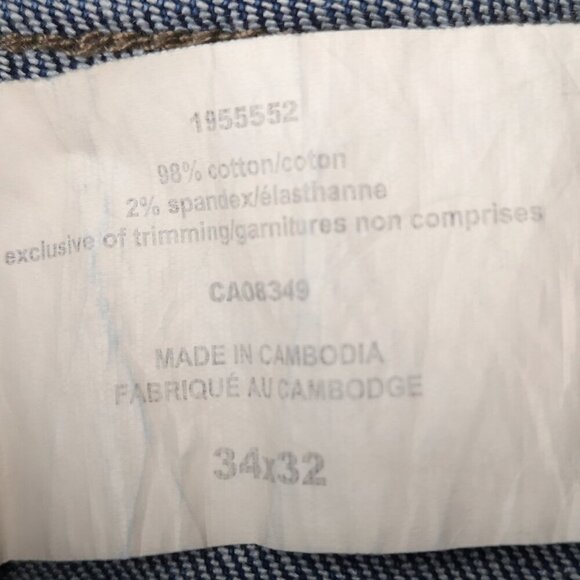 1955552
98% cotton/coton
2% spandex/élasthanne
exclusive of trimming/garnitures non comprises
CA08349
MADE IN CAMBODIA
FABRIQUÉ AU CAMBODGE
34x32